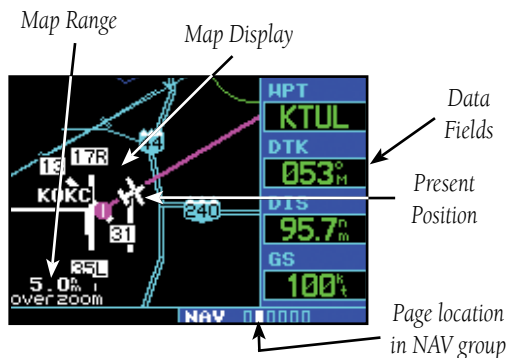 Map Range
Map Display
WPT
KTUL
Data
Fields
DTK
053°M
44
17R
13
KOKC
Present
Position
DIS
95.7nm
240
31
GS
100kt
35L
5.0nm
overzoom
NAV
Page location
in NAV group